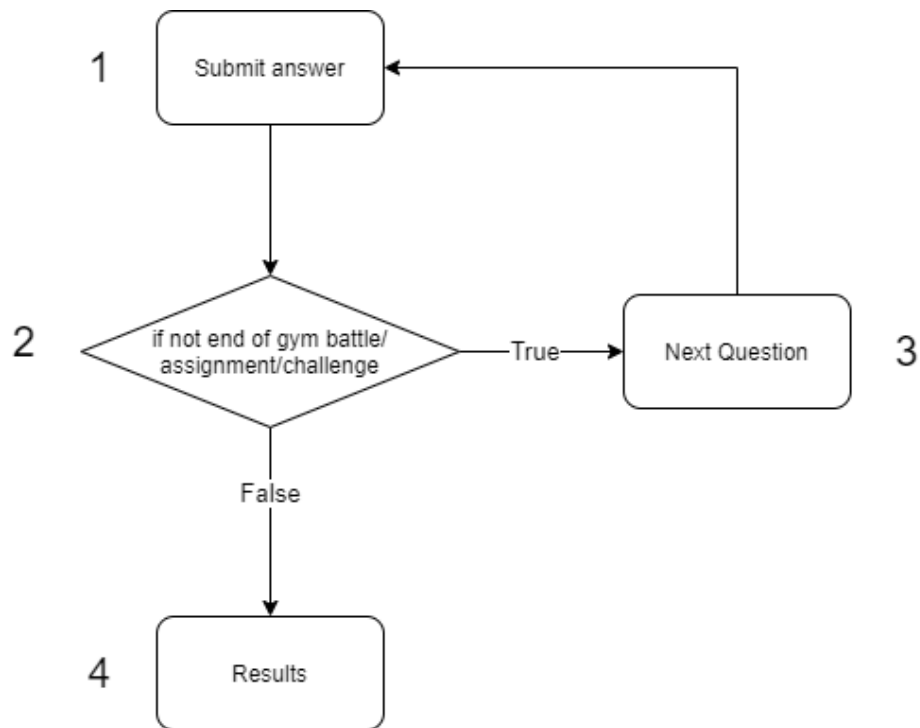 1
Submit answer
2
if not end of gym battle/
assignment/challenge
True
Next Question
3
False
4
Results